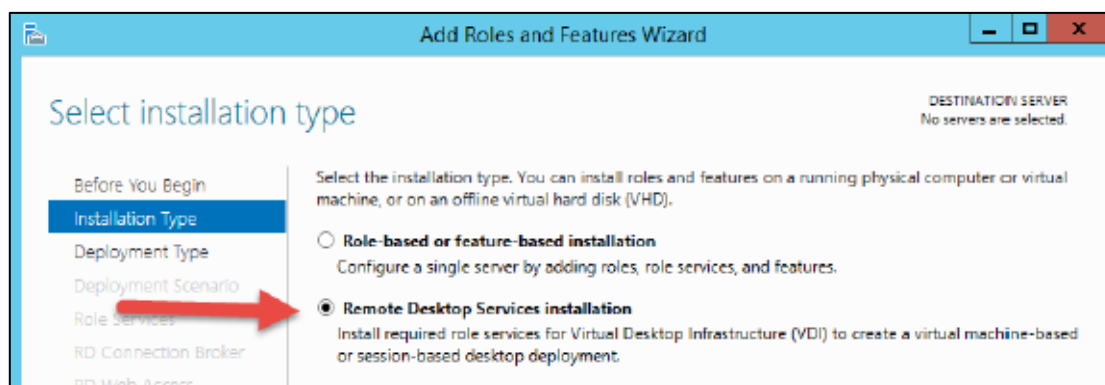 Add Roles and Features Wizard
Select installation type
DESTINATION SERVER
No servers are selected.
Before You Begin
Installation Type
Deployment Type
Deployment Scenario
Role Services
RD Connection Broker
RD Web Access
Select the installation type. You can install roles and features on a running physical computer or virtual
machine, or on an offline virtual hard disk (VHD).
Role-based or feature-based installation
Configure a single server by adding roles, role services, and features.
Remote Desktop Services installation
Install required role services for Virtual Desktop Infrastructure (VDI) to create a virtual machine-based
or session-based desktop deployment.